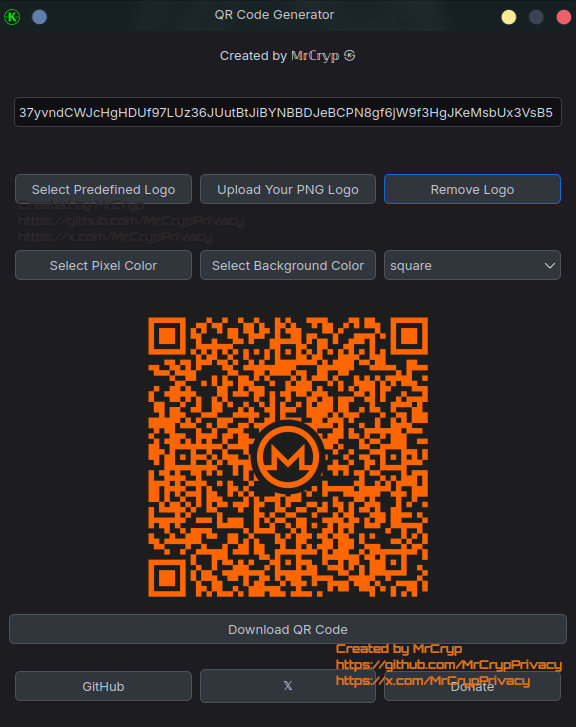 QR Code Generator
Created by 𝕄𝕣ℂ𝕣𝕪𝕡
37yvndCWJcHgHDUf97LUz36JUutBtJiBYNBBDJeBCPN8gf6jW9f3HgJKeMsbUx3VsB5
Select Predefined Logo
Upload Your PNG Logo
Remove Logo
Created by MrCryp
https://github.com/MrCrypPrivacy
https://x.com/MrCrypPrivacy
Select Pixel Color
Select Background Color
square
Download QR Code
Created by MrCryp
https://github.com/MrCrypPrivacy
https://x.com/MrCrypPrivacy
GitHub
𝕏
Donate